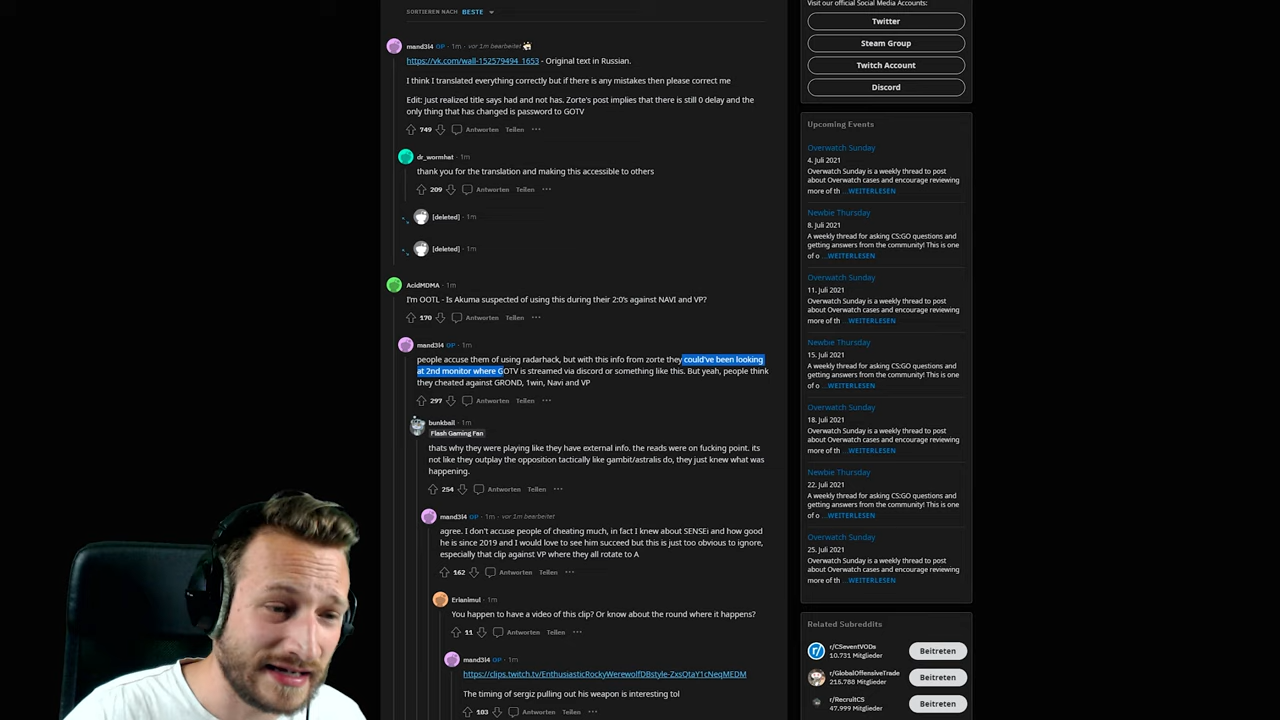 SORTIEREN NACH BESTE
mand3l4 OP · 1m · vor 1m bearbeitet
https://vk.com/wall-152579494_1653 - Original text in Russian.
I think I translated everything correctly but if there is any mistakes then please correct me
Edit: Just realized title says had and not has. Zorte's post implies that there is still 0 delay and the
only thing that has changed is password to GOTV
749 Antworten Teilen ···
dr_wormhat · 1m
thank you for the translation and making this accessible to others
209 Antworten Teilen ···
[deleted] · 1m
[deleted] · 1m
AcidMDMA · 1m
I'm OOTL - Is Akuma suspected of using this during their 2:0's against NAVI and VP?
170 Antworten Teilen ···
mand3l4 OP · 1m
people accuse them of using radarhack, but with this info from zorte they could've been looking
at 2nd monitor where GOTV is streamed via discord or something like this. But yeah, people think
they cheated against GROND, 1win, Navi and VP
297 Antworten Teilen ···
bunkbail · 1m
Flash Gaming Fan
thats why they were playing like they have external info. the reads were on fucking point. its
not like they outplay the opposition tactically like gambit/astralis do, they just knew what was
happening.
254 Antworten Teilen ···
mand3l4 OP · 1m · vor 1m bearbeitet
agree. I don't accuse people of cheating much, in fact I knew about SENSEi and how good
he is since 2019 and I would love to see him succeed but this is just too obvious to ignore,
especially that clip against VP where they all rotate to A
162 Antworten Teilen ···
Erianimul · 1m
You happen to have a video of this clip? Or know about the round where it happens?
11 Antworten Teilen ···
mand3l4 OP · 1m
https://clips.twitch.tv/EnthusiasticRockyWerewolfDBstyle-ZxsQtaY1cNeqMEDM
The timing of sergiz pulling out his weapon is interesting tol
103 Antworten Teilen ···
Visit our official Social Media Accounts:
Twitter
Steam Group
Twitch Account
Discord
Upcoming Events
Overwatch Sunday
4. Juli 2021
Overwatch Sunday is a weekly thread to post
about Overwatch cases and encourage reviewing
more of th ...WEITERLESEN
Newbie Thursday
8. Juli 2021
A weekly thread for asking CS:GO questions and
getting answers from the community! This is one
of o ...WEITERLESEN
Overwatch Sunday
11. Juli 2021
Overwatch Sunday is a weekly thread to post
about Overwatch cases and encourage reviewing
more of th ...WEITERLESEN
Newbie Thursday
15. Juli 2021
A weekly thread for asking CS:GO questions and
getting answers from the community! This is one
of o ...WEITERLESEN
Overwatch Sunday
18. Juli 2021
Overwatch Sunday is a weekly thread to post
about Overwatch cases and encourage reviewing
more of th ...WEITERLESEN
Newbie Thursday
22. Juli 2021
A weekly thread for asking CS:GO questions and
getting answers from the community! This is one
of o ...WEITERLESEN
Overwatch Sunday
25. Juli 2021
Overwatch Sunday is a weekly thread to post
about Overwatch cases and encourage reviewing
more of th ...WEITERLESEN
Related Subreddits
r/CSeventVODs
10.731 Mitglieder
Beitreten
r/GlobalOffensiveTrade
215.788 Mitglieder
Beitreten
r/RecruitCS
47.999 Mitglieder
Beitreten